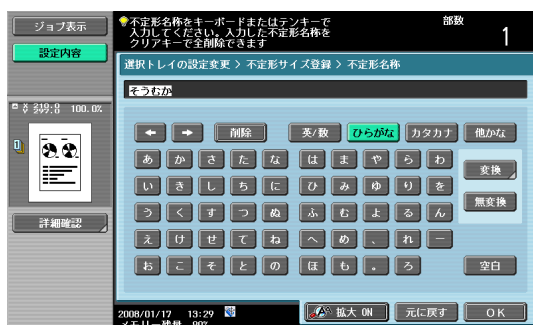 ジョブ表示
設定内容
不定形名称をキーボードまたはテンキーで
入力してください。入力した不定形名称を
クリアキーで全削除できます
部数
1
選択トレイの設定変更 > 不定形サイズ登録 > 不定形名称
そうむか
100.0%
← → 削除 英/数 ひらがな カタカナ 他かな
あ か さ た な は ま や ら わ
変換
い き し ち に ひ み ゆ り を
無変換
う く す つ ぬ ふ む よ る ん
え け せ て ね へ め 、 れ ー
お こ そ と の ほ も 。 ろ 空白
詳細確認
2008/01/17 13:29
メモリー残量 99%
拡大 ON 元に戻す OK